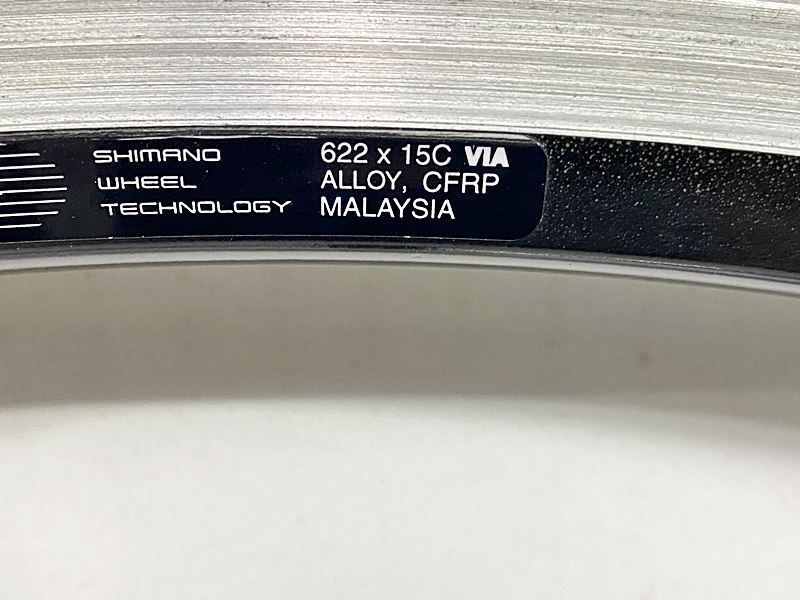 SHIMANO
WHEEL
TECHNOLOGY
622 x 15C VIA
ALLOY, CFRP
MALAYSIA